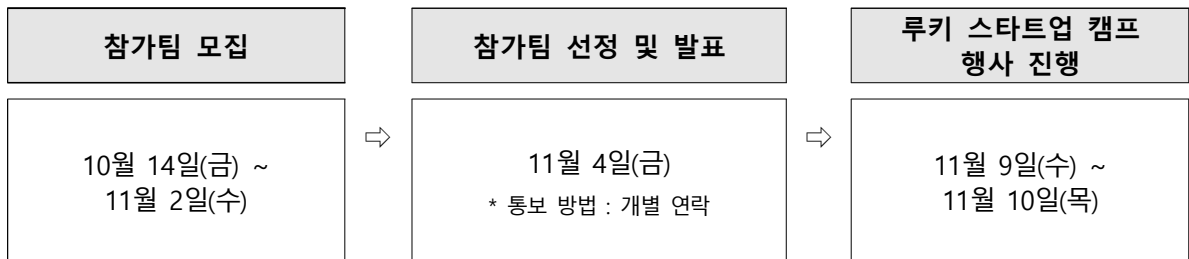 참가팀 모집
10월 14일(금) ~
11월 2일(수)
⇨
참가팀 선정 및 발표
11월 4일(금)
* 통보 방법 : 개별 연락
⇨
루키 스타트업 캠프
행사 진행
11월 9일(수) ~
11월 10일(목)